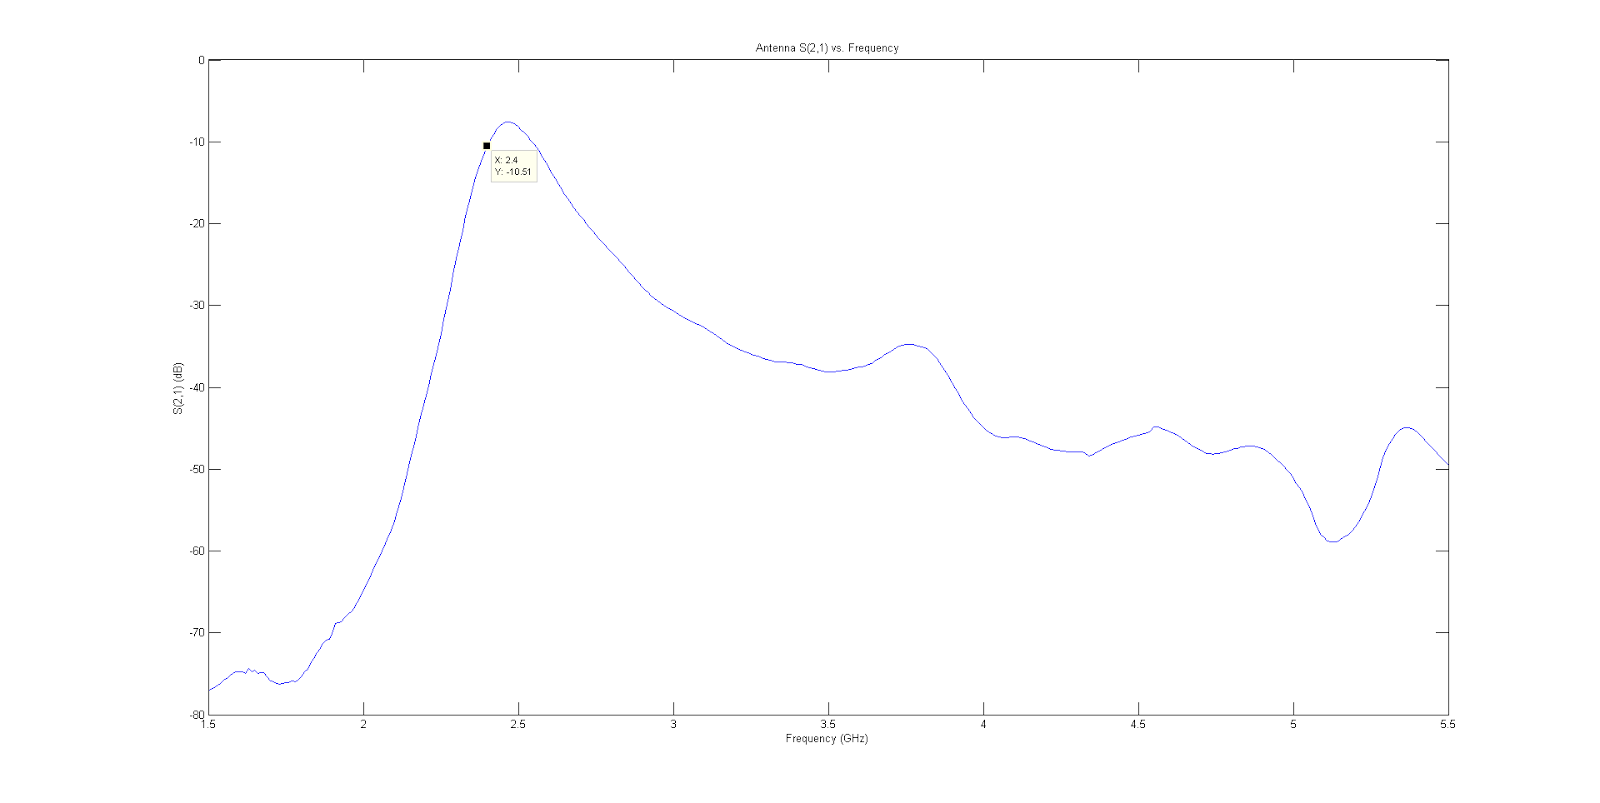 Antenna S(2,1) vs. Frequency
0
-10
X: 2.4
Y: -10.51
-20
-30
S(2,1) (dB)
-40
-50
-60
-70
-80
1.5 2 2.5 3 3.5 4 4.5 5 5.5
Frequency (GHz)